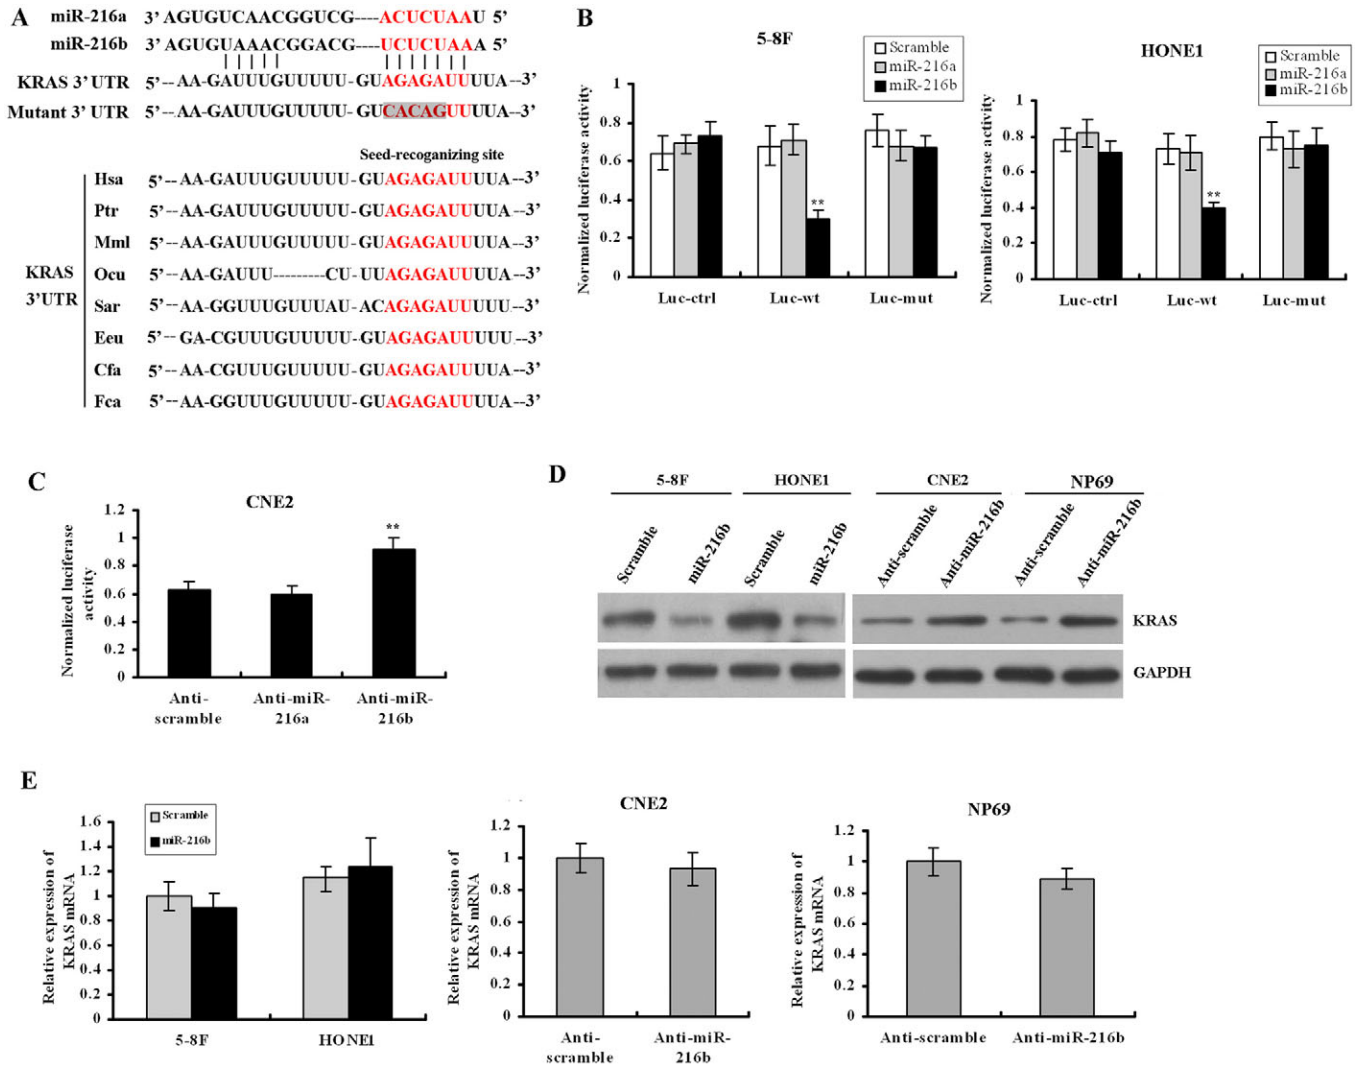 A
miR-216a 3’ AGUGUCAACGGUCG----ACUCUAAU 5’
miR-216b 3’ AGUGUAAACGGACG----UCUCUAAA 5’
KRAS 3’ UTR 5’-- AA-GAUUUGUUUUU-GUAGAGAUUUUA--3’
Mutant 3’ UTR 5’-- AA-GAUUUGUUUUU-GUCACAGUUUUA--3’
Seed-recoganizing site
KRAS
3’UTR
Hsa 5’-- AA-GAUUUGUUUUU-GUAGAGAUUUUA--3’
Ptr 5’-- AA-GAUUUGUUUUU-GUAGAGAUUUUA--3’
Mml 5’-- AA-GAUUUGUUUUU-GUAGAGAUUUUA--3’
Ocu 5’-- AA-GAUUU---------CU-UUAGAGAUUUUA--3’
Sar 5’-- AA-GGUUUGUUUAU-ACAGAGAUUUUU--3’
Eeu 5’-- GA-CGUUUGUUUUU-GUAGAGAUUUUU--3’
Cfa 5’-- AA-CGUUUGUUUUU-GUAGAGAUUUUA--3’
Fca 5’-- AA-GGUUUGUUUUU-GUAGAGAUUUUA--3’
B
5-8F
Scramble
miR-216a
miR-216b
Normalized luciferase activity
1
0.8
0.6
0.4
0.2
0
**
Luc-ctrl Luc-wt Luc-mut
HONE1
Scramble
miR-216a
miR-216b
Normalized luciferase activity
1
0.8
0.6
0.4
0.2
0
**
Luc-ctrl Luc-wt Luc-mut
C
CNE2
Normalized luciferase
activity
1.2
1
0.8
0.6
0.4
0.2
0
**
Anti-
scramble
Anti-miR-
216a
Anti-miR-
216b
D
5-8F HONE1 CNE2 NP69
Scramble
miR-216b
Scramble
miR-216b
Anti-scramble
Anti-miR-216b
Anti-scramble
Anti-miR-216b
KRAS
GAPDH
E
Scramble
miR-216b
Relative expression of
KRAS mRNA
1.6
1.4
1.2
1
0.8
0.6
0.4
0.2
0
5-8F HONE1
CNE2
Relative expression of
KRAS mRNA
1.2
1
0.8
0.6
0.4
0.2
0
Anti-
scramble
Anti-miR-
216b
NP69
Relative expression of
KRAS mRNA
1.2
1
0.8
0.6
0.4
0.2
0
Anti-scramble Anti-miR-216b